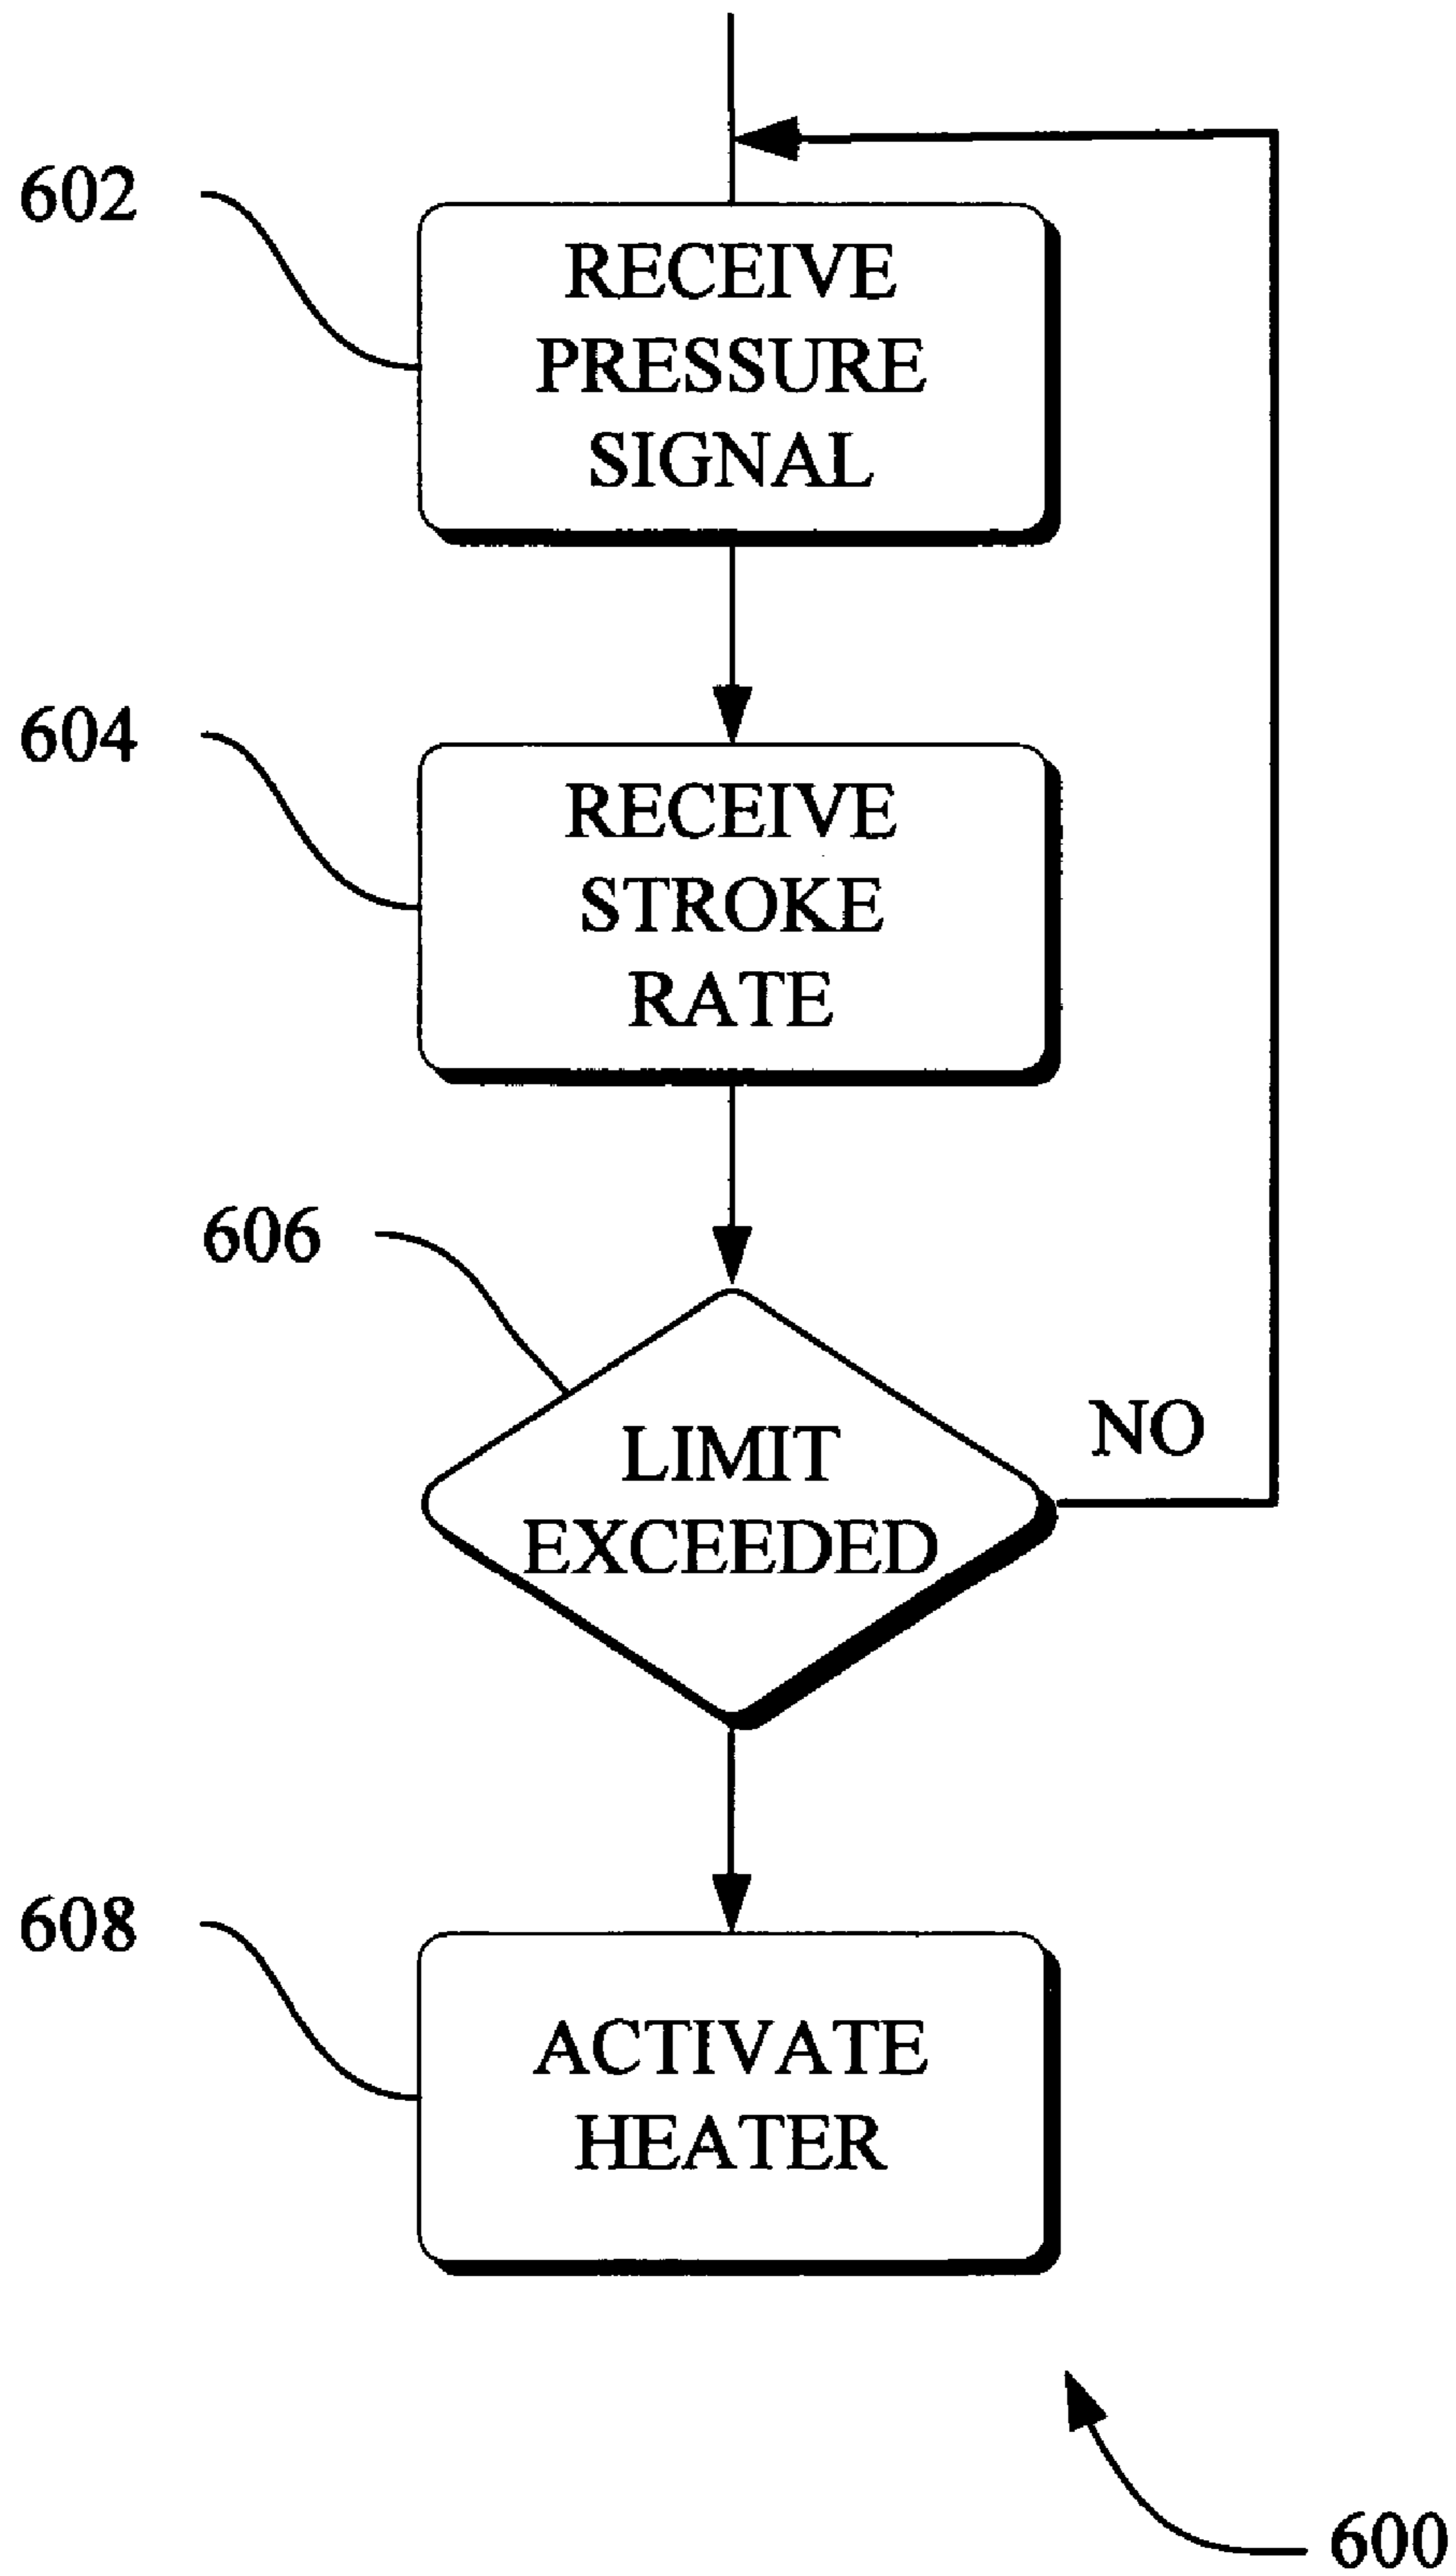 602
RECEIVE
PRESSURE
SIGNAL
604
RECEIVE
STROKE
RATE
606
LIMIT
EXCEEDED
NO
608
ACTIVATE
HEATER
600